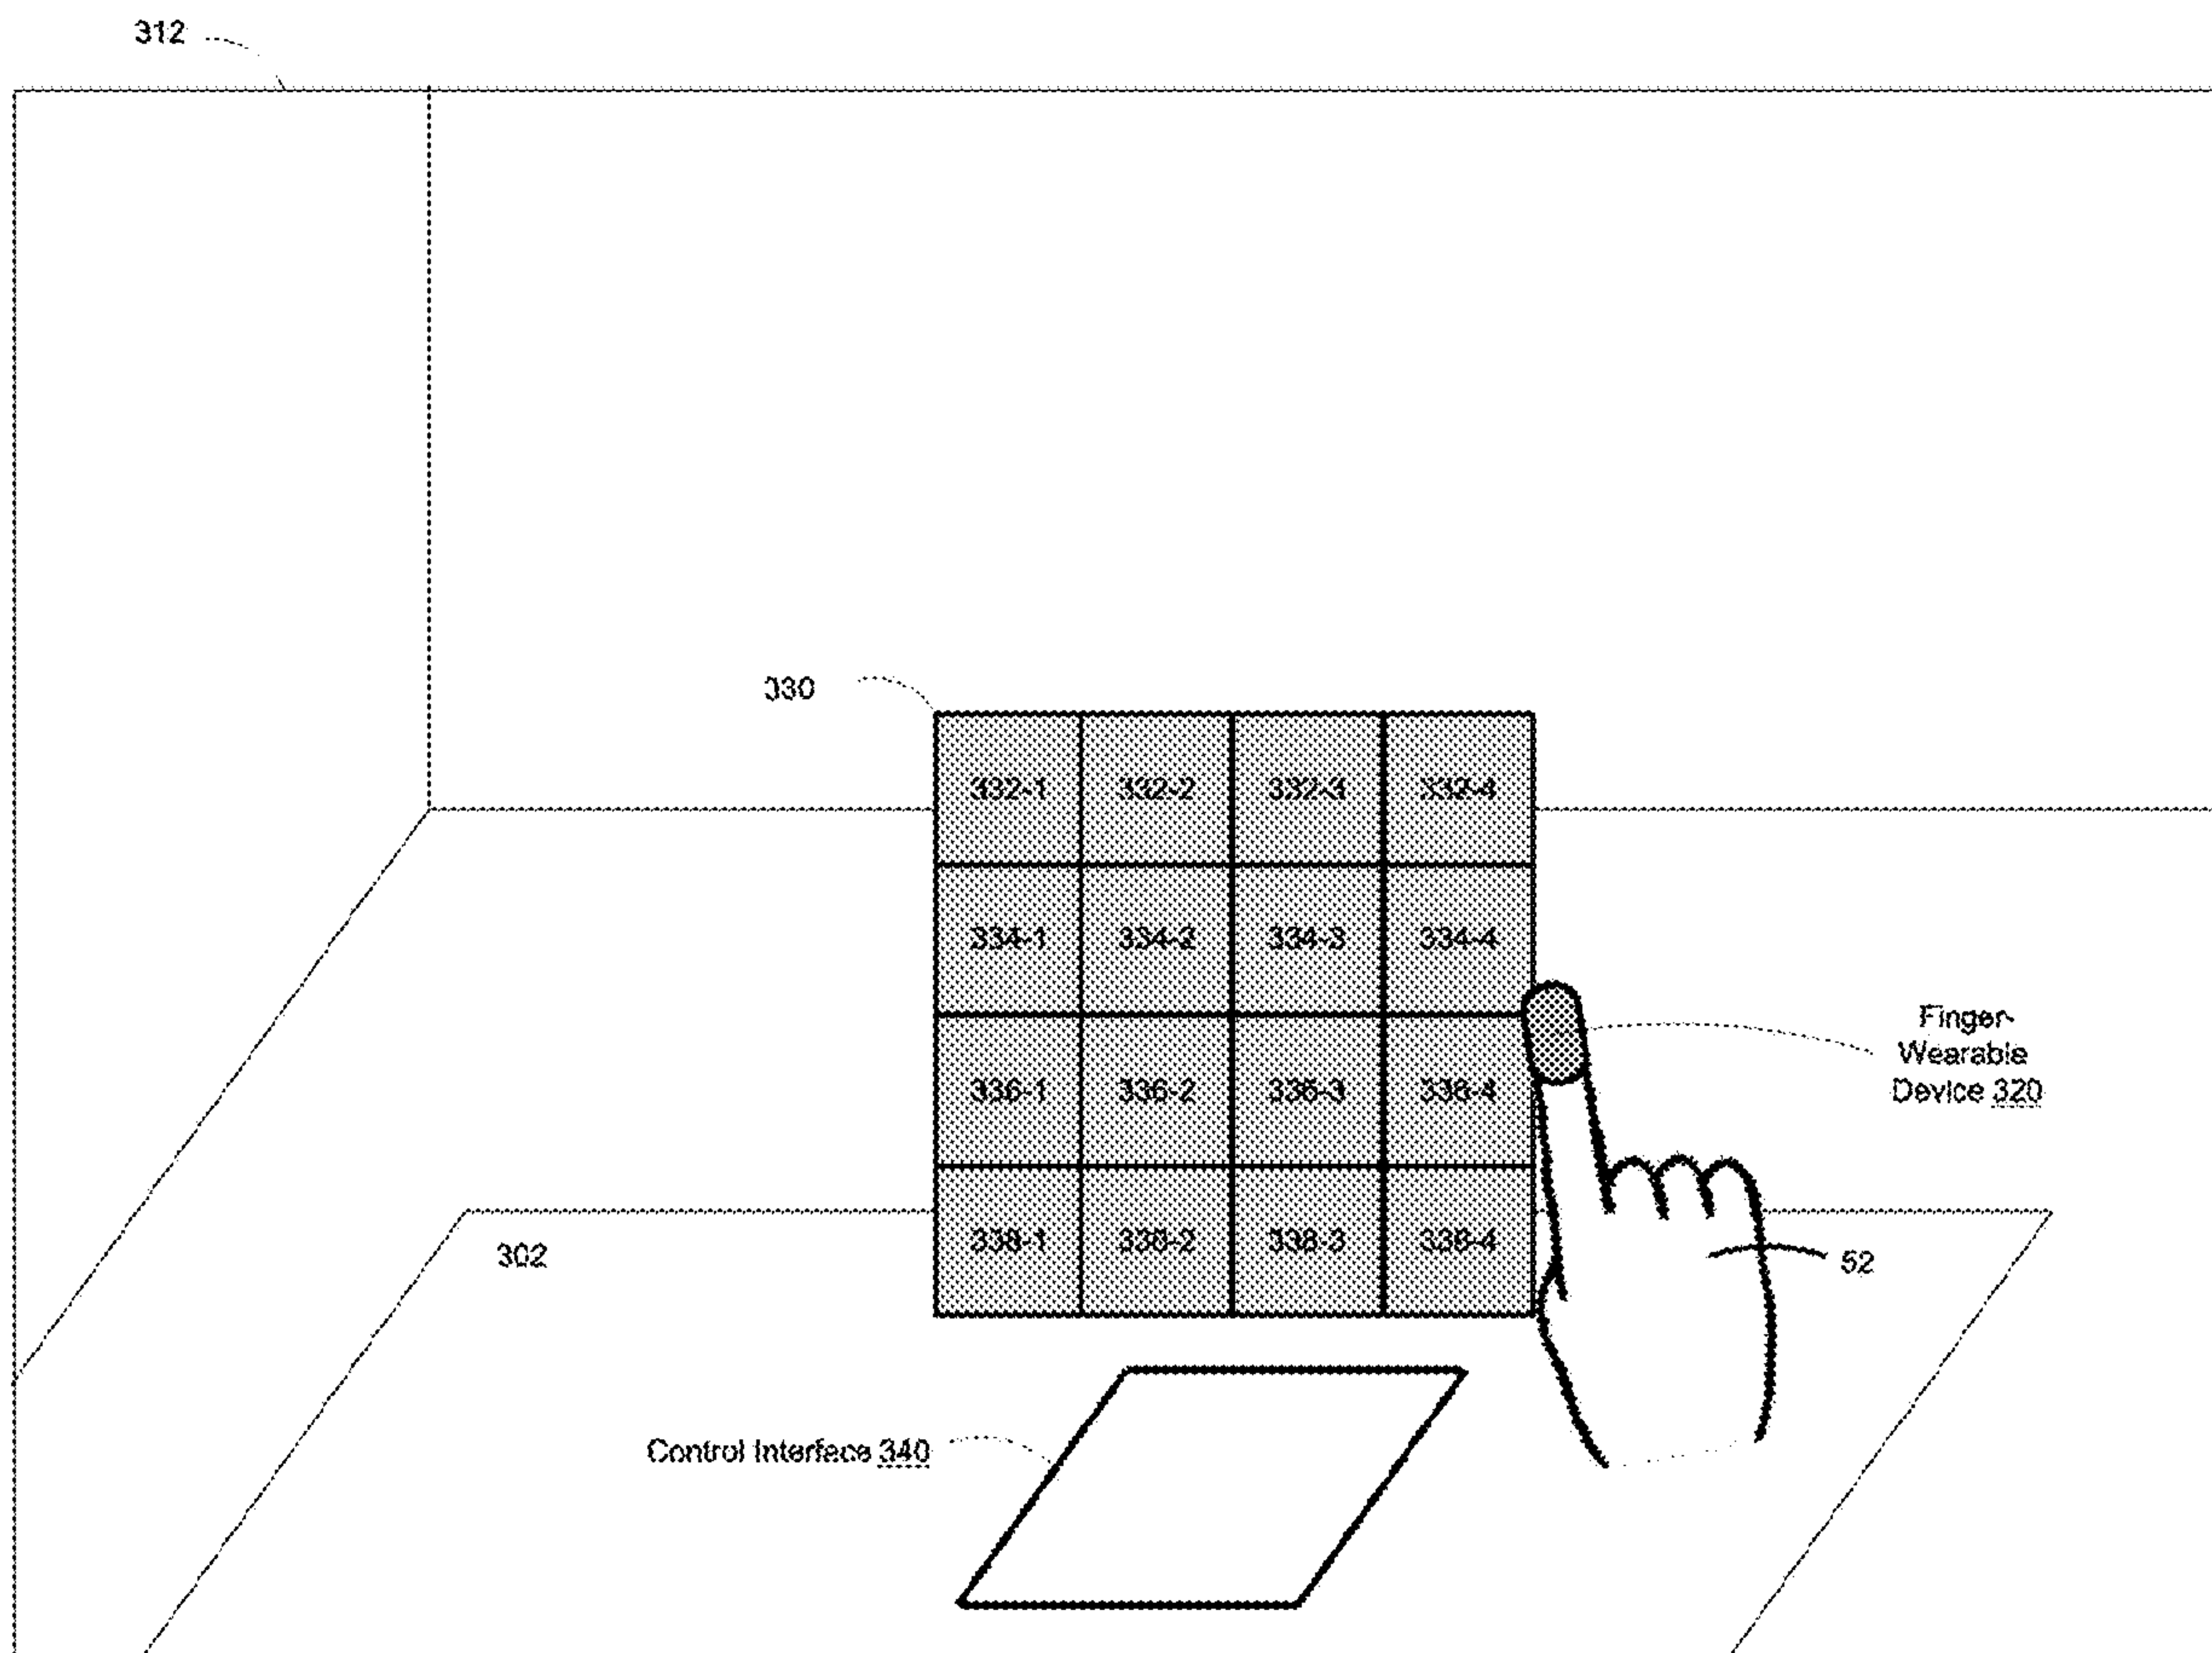 312
330
332-1 332-2 332-3 332-4
334-1 334-2 334-3 334-4
336-1 336-2 336-3 336-4
338-1 338-2 338-3 338-4
Finger-
Wearable
Device 320
302
52
Control Interface 340